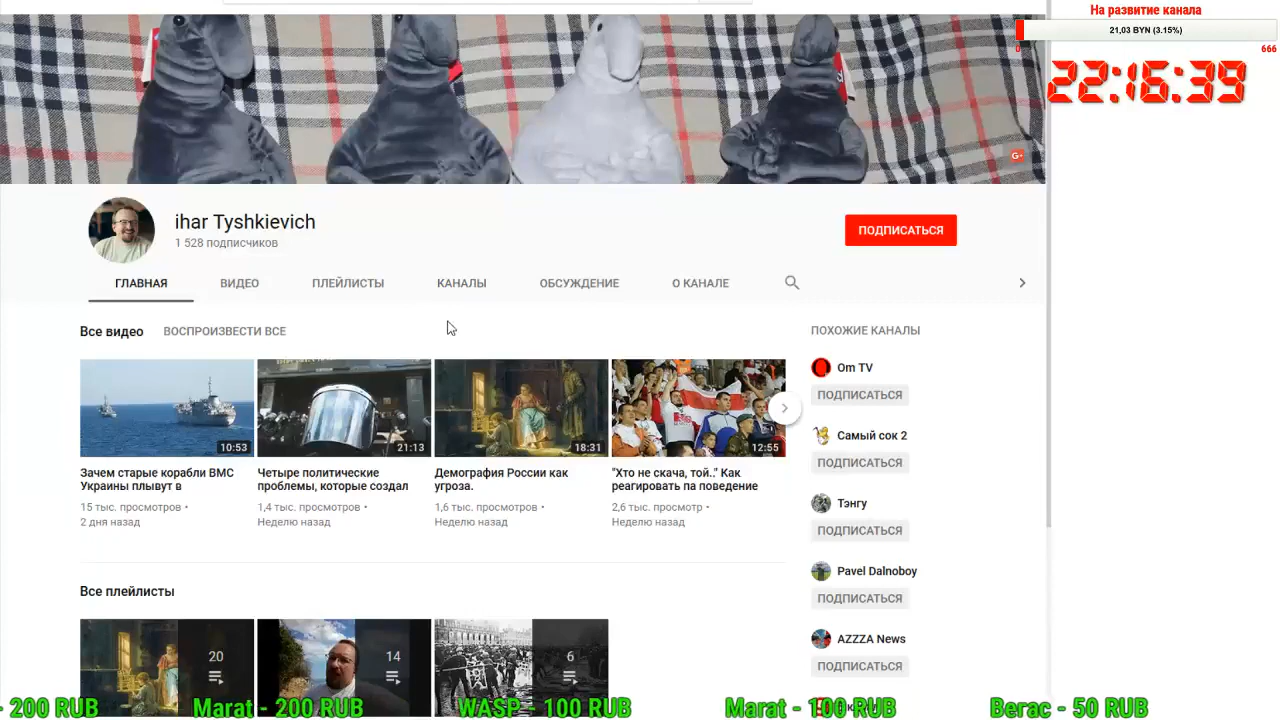 На развитие канала
21,03 BYN (3.15%)
0
666
22:16:39
G+
ihar Tyshkievich
1 528 подписчиков
ПОДПИСАТЬСЯ
ГЛАВНАЯ
ВИДЕО
ПЛЕЙЛИСТЫ
КАНАЛЫ
ОБСУЖДЕНИЕ
О КАНАЛЕ
Все видео
ВОСПРОИЗВЕСТИ ВСЕ
10:53
Зачем старые корабли ВМС
Украины плывут в
15 тыс. просмотров •
2 дня назад
21:13
Четыре политические
проблемы, которые создал
1,4 тыс. просмотров •
Неделю назад
18:31
Демография России как
угроза.
1,6 тыс. просмотров •
Неделю назад
12:55
"Хто не скача, той.." Как
реагировать па поведение
2,6 тыс. просмотр •
Неделю назад
ПОХОЖИЕ КАНАЛЫ
Om TV
ПОДПИСАТЬСЯ
Самый сок 2
ПОДПИСАТЬСЯ
Тэнгу
ПОДПИСАТЬСЯ
Pavel Dalnoboy
ПОДПИСАТЬСЯ
AZZZA News
ПОДПИСАТЬСЯ
Все плейлисты
20
14
6
- 200 RUB
Marat - 200 RUB
WASP - 100 RUB
Marat - 100 RUB
Вегас - 50 RUB